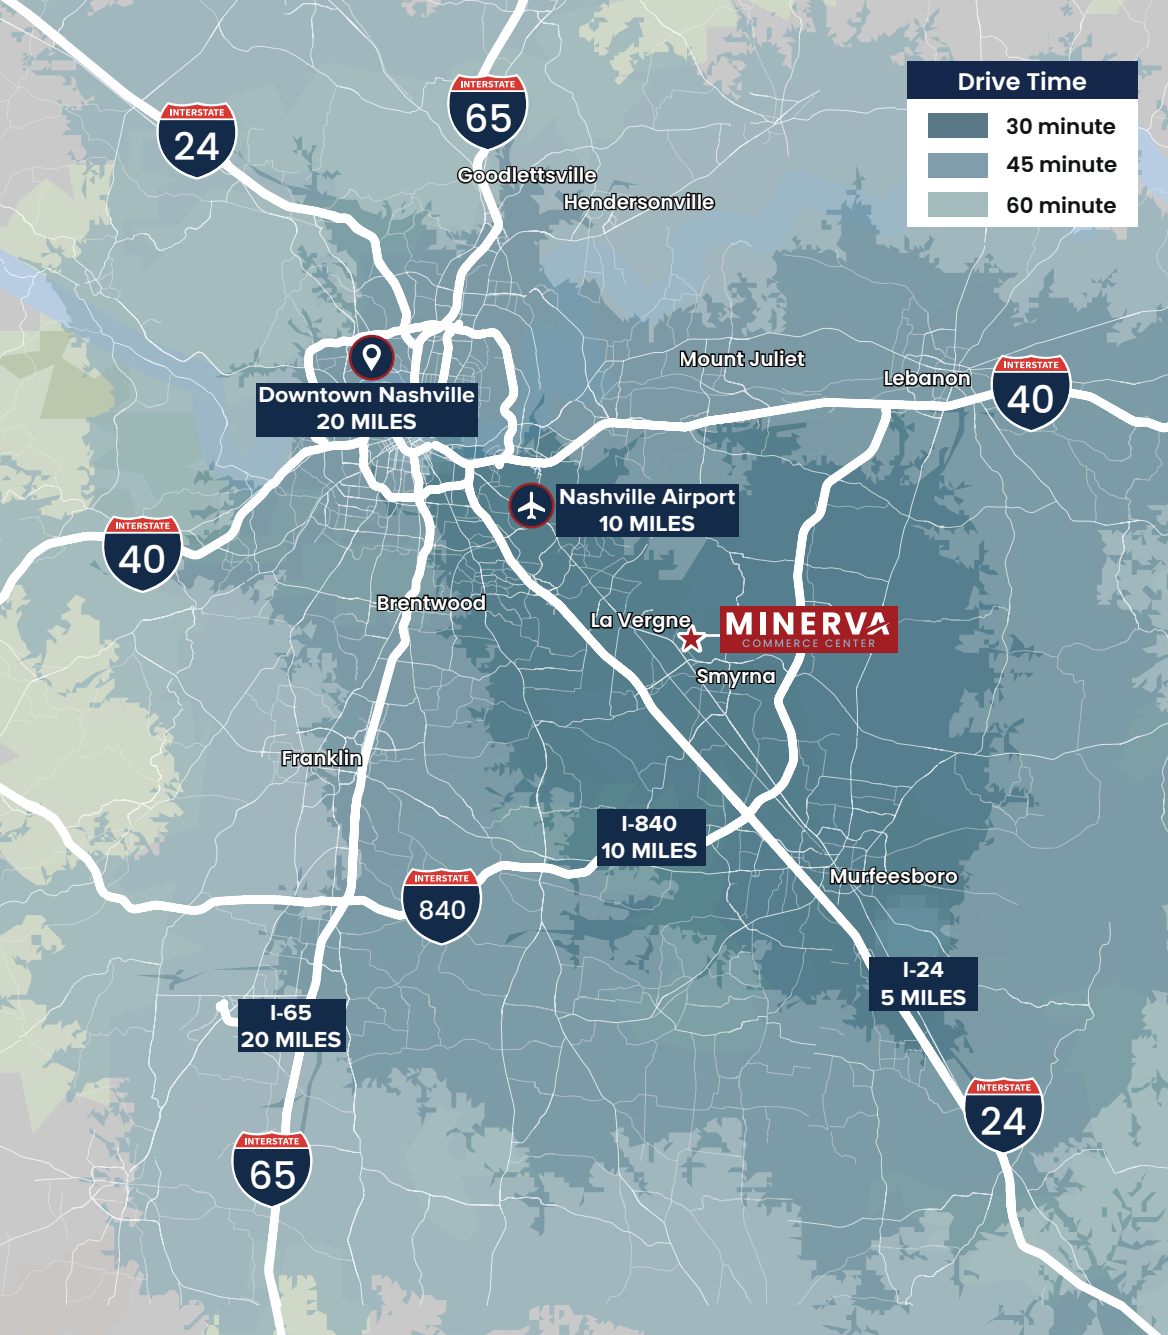 Drive Time
30 minute
45 minute
60 minute
INTERSTATE
65
INTERSTATE
24
Goodlettsville
Hendersonville
Mount Juliet
Lebanon
INTERSTATE
40
Downtown Nashville
20 MILES
Nashville Airport
10 MILES
INTERSTATE
40
Brentwood
La Vergne
MINERVA
COMMERCE CENTER
Smyrna
Franklin
I-840
10 MILES
Murfeesboro
INTERSTATE
840
I-24
5 MILES
I-65
20 MILES
INTERSTATE
24
INTERSTATE
65